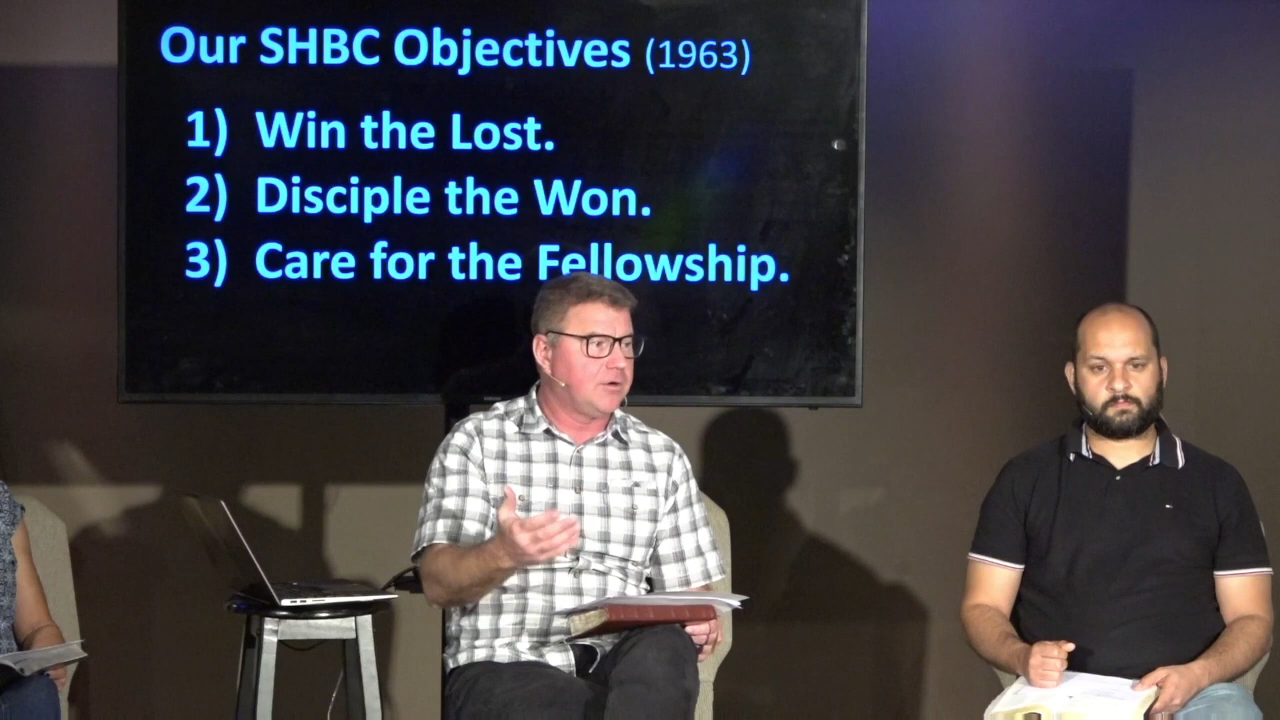 Our SHBC Objectives (1963)
1) Win the Lost.
2) Disciple the Won.
3) Care for the Fellowship.